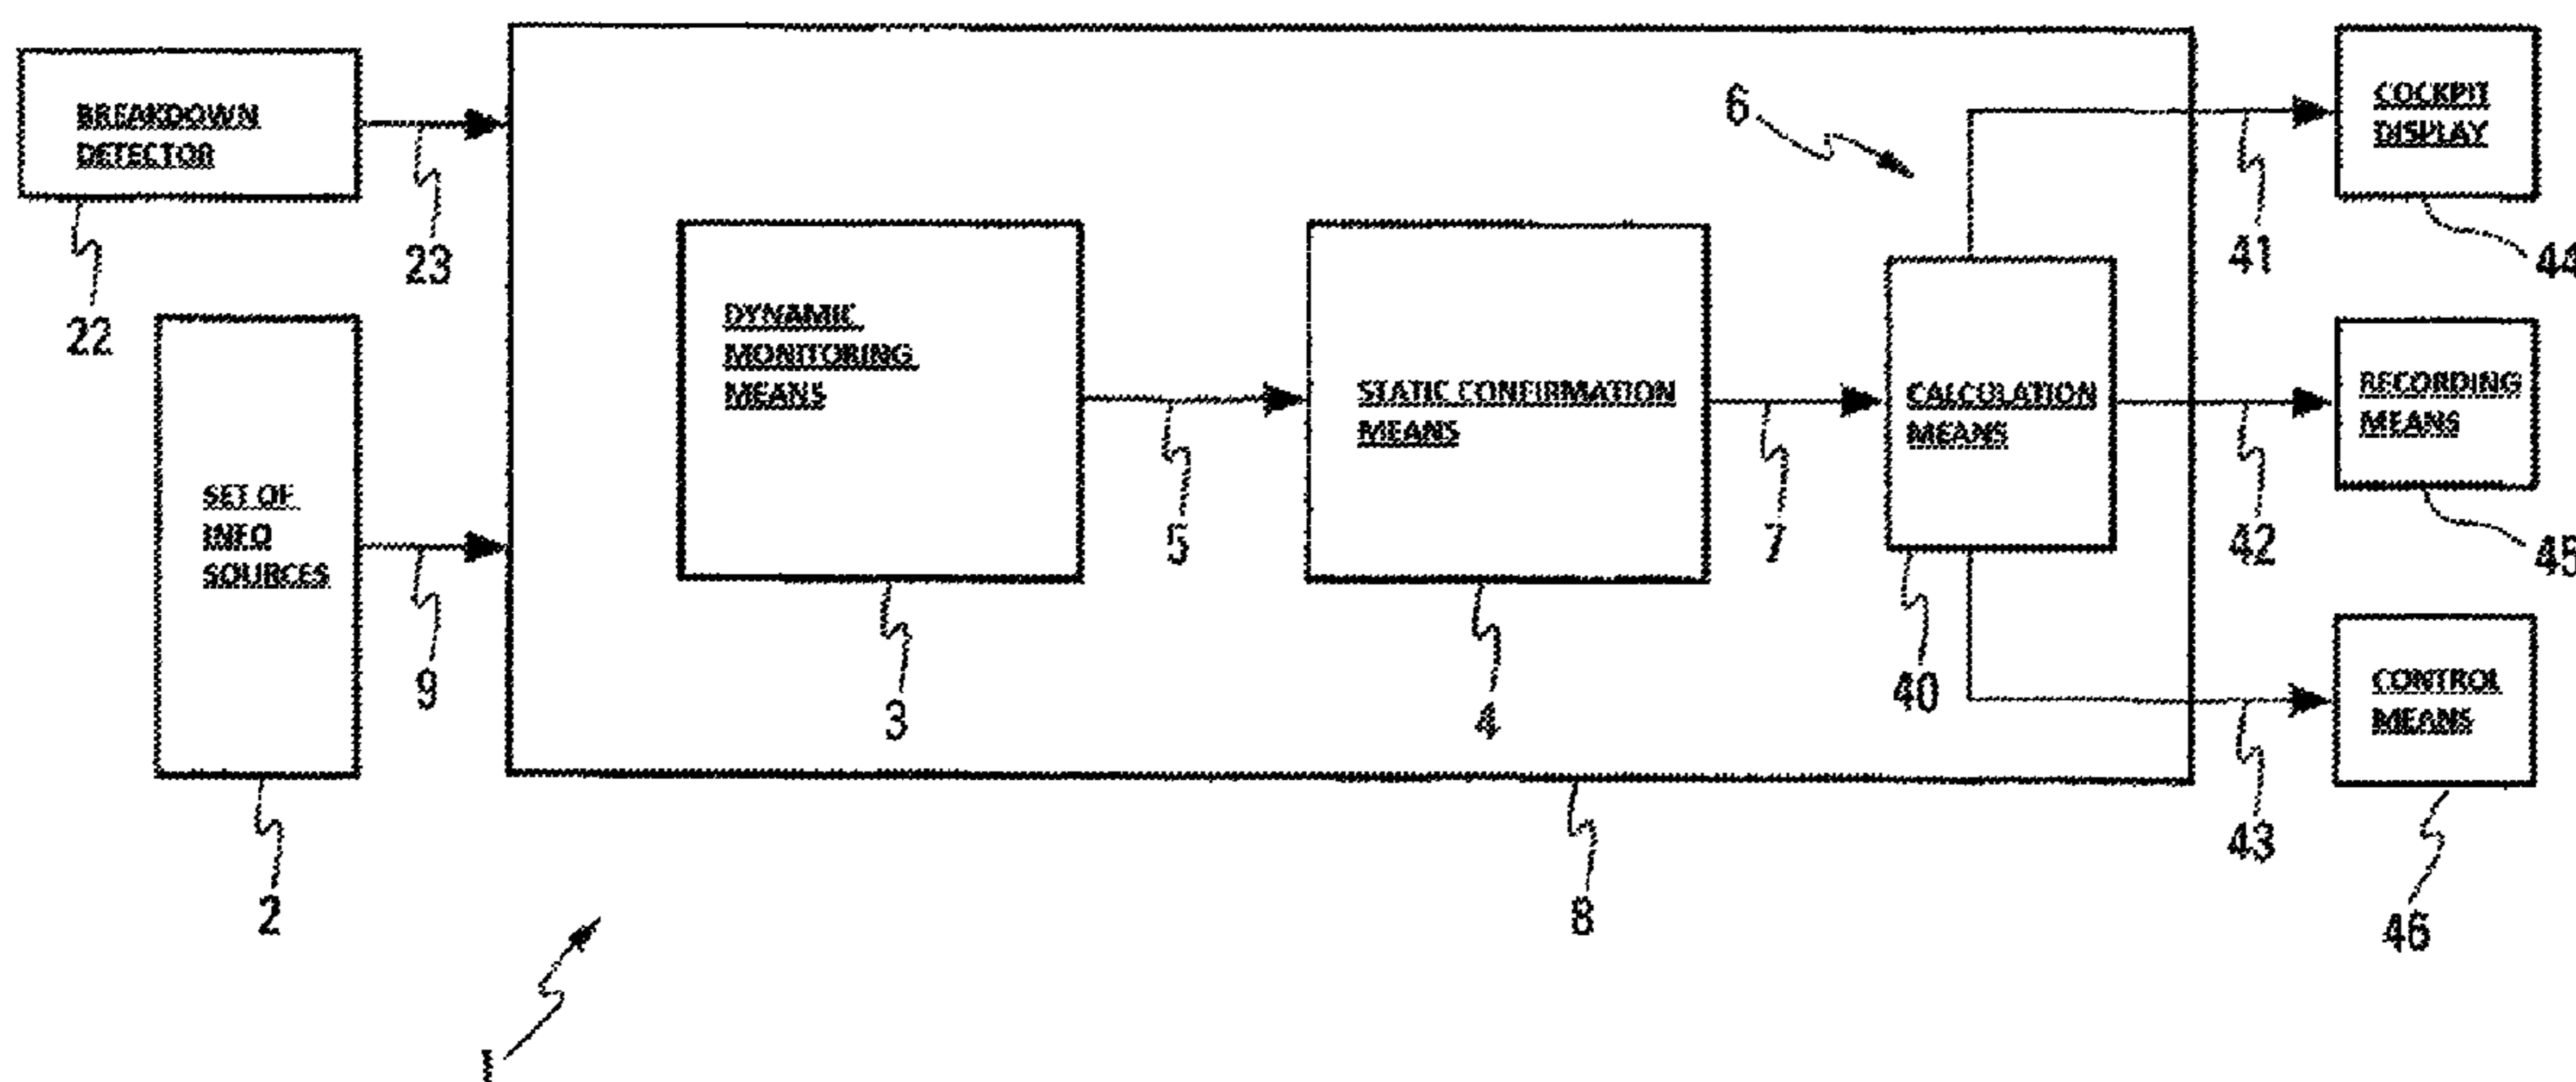 BREAKDOWN
DETECTOR
22
23
SET OF
INFO
SOURCES
2
9
DYNAMIC
MONITORING
MEANS
3
5
STATIC CONFIRMATION
MEANS
4
7
6
CALCULATION
MEANS
40
8
41
COCKPIT
DISPLAY
44
42
RECORDING
MEANS
45
43
CONTROL
MEANS
46
1